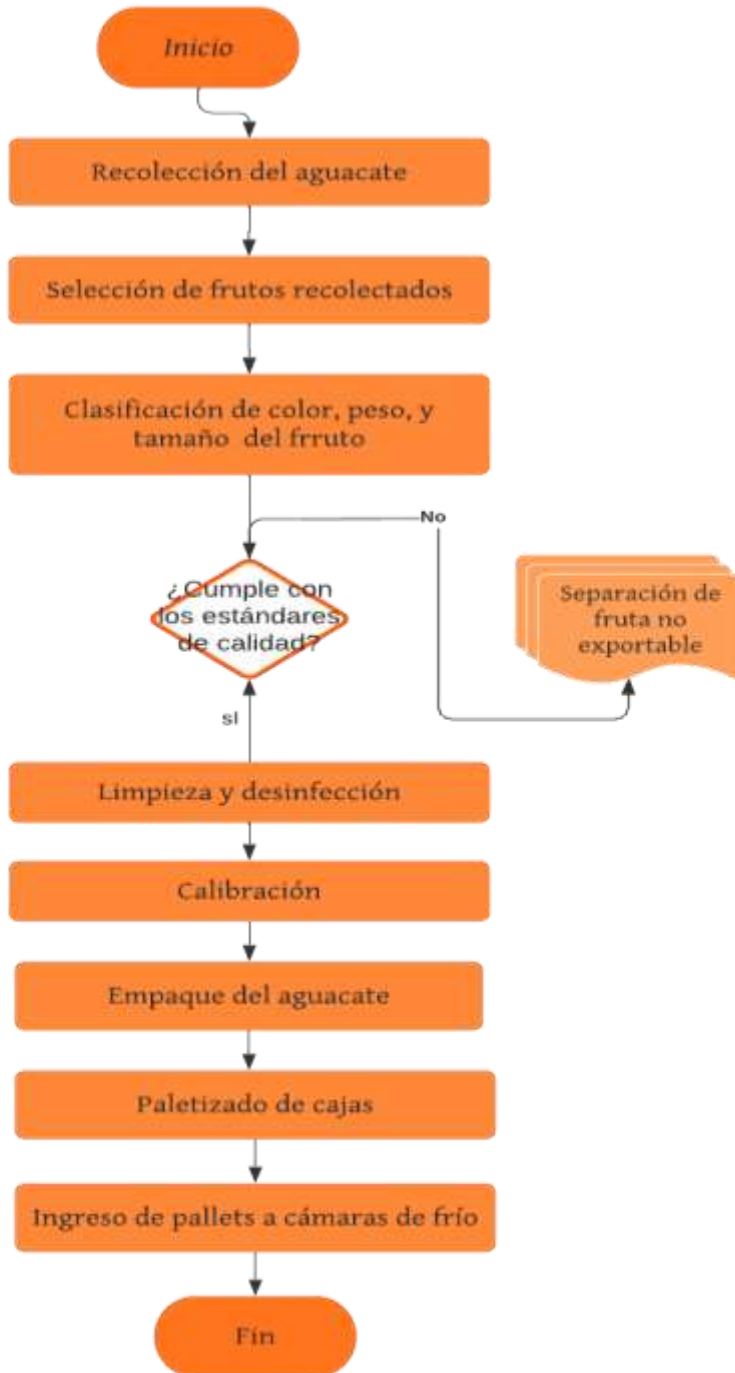 Inicio
Recolección del aguacate
Selección de frutos recolectados
Clasificación de color, peso, y
tamaño del frruto
No
¿Cumple con
los estándares
de calidad?
Separación de
fruta no
exportable
sI
Limpieza y desinfección
Calibración
Empaque del aguacate
Paletizado de cajas
Ingreso de pallets a cámaras de frío
Fin